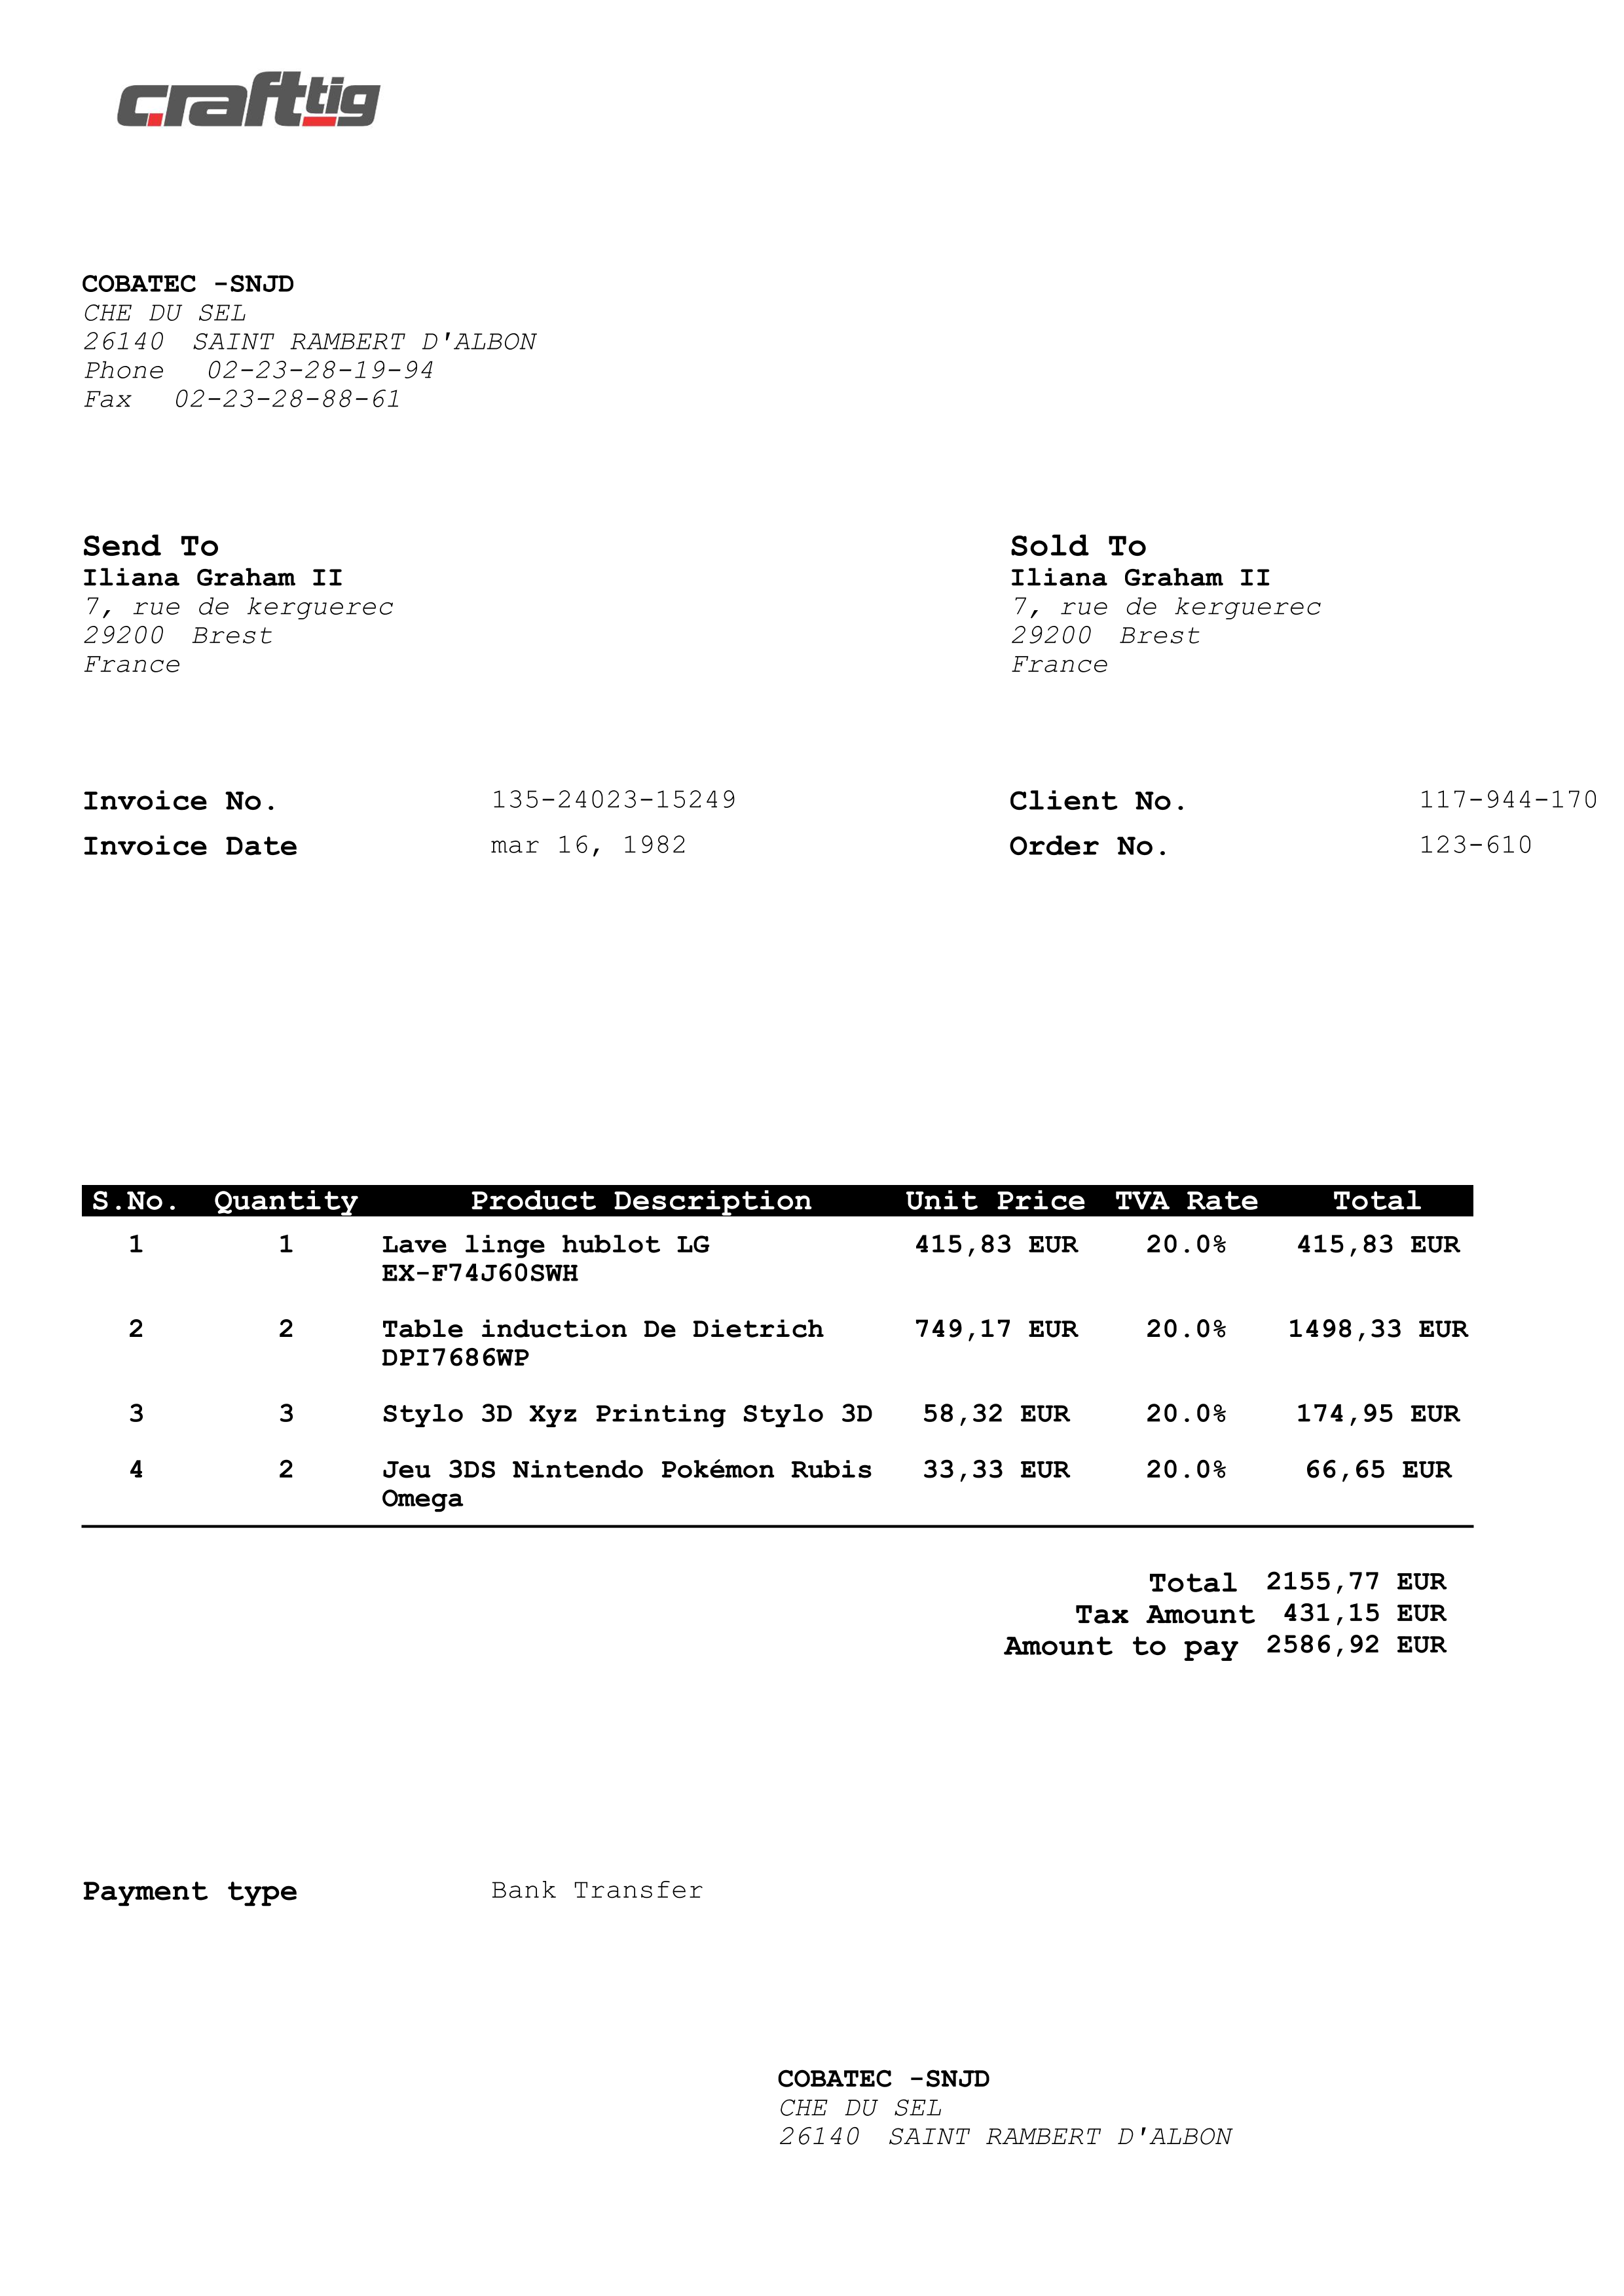 crafttig
COBATEC -SNJD
CHE DU SEL
26140 SAINT RAMBERT D'ALBON
Phone 02-23-28-19-94
Fax 02-23-28-88-61
Send To
Iliana Graham II
7, rue de kerguerec
29200 Brest
France
Sold To
Iliana Graham II
7, rue de kerguerec
29200 Brest
France
Invoice No. 135-24023-15249 Client No. 117-944-170
Invoice Date mar 16, 1982 Order No. 123-610
S.No. Quantity Product Description Unit Price TVA Rate Total
1 1 Lave linge hublot LG 415,83 EUR 20.0% 415,83 EUR
EX-F74J60SWH
2 2 Table induction De Dietrich 749,17 EUR 20.0% 1498,33 EUR
DPI7686WP
3 3 Stylo 3D Xyz Printing Stylo 3D 58,32 EUR 20.0% 174,95 EUR
4 2 Jeu 3DS Nintendo Pokémon Rubis 33,33 EUR 20.0% 66,65 EUR
Omega
Total 2155,77 EUR
Tax Amount 431,15 EUR
Amount to pay 2586,92 EUR
Payment type Bank Transfer
COBATEC -SNJD
CHE DU SEL
26140 SAINT RAMBERT D'ALBON